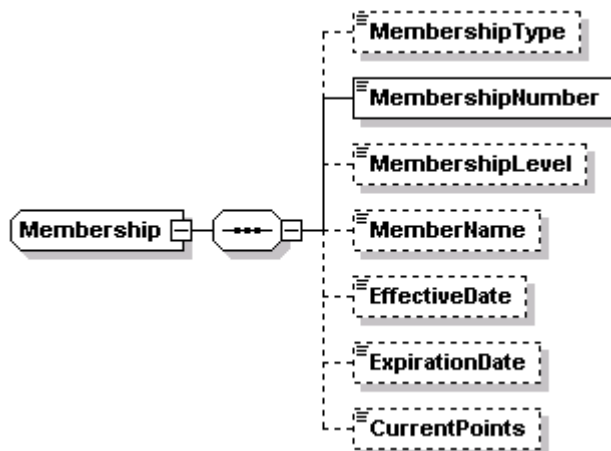 MembershipType
MembershipNumber
MembershipLevel
Membership
MemberName
EffectiveDate
ExpirationDate
CurrentPoints